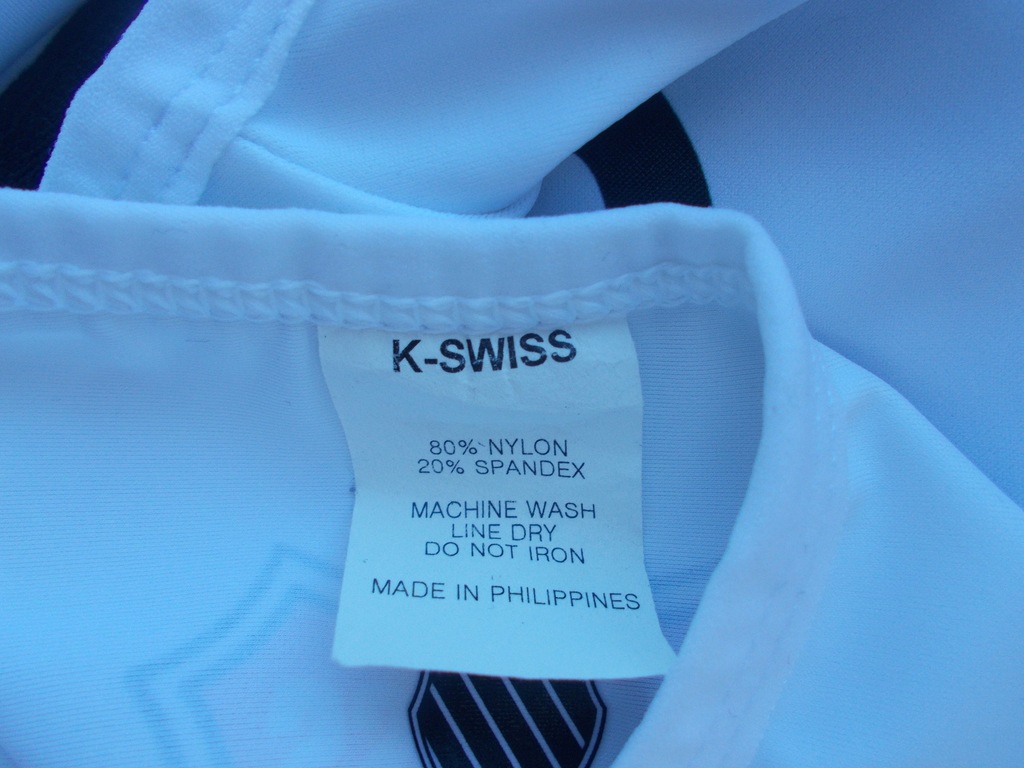 K-SWISS
80% NYLON
20% SPANDEX
MACHINE WASH
LINE DRY
DO NOT IRON
MADE IN PHILIPPINES